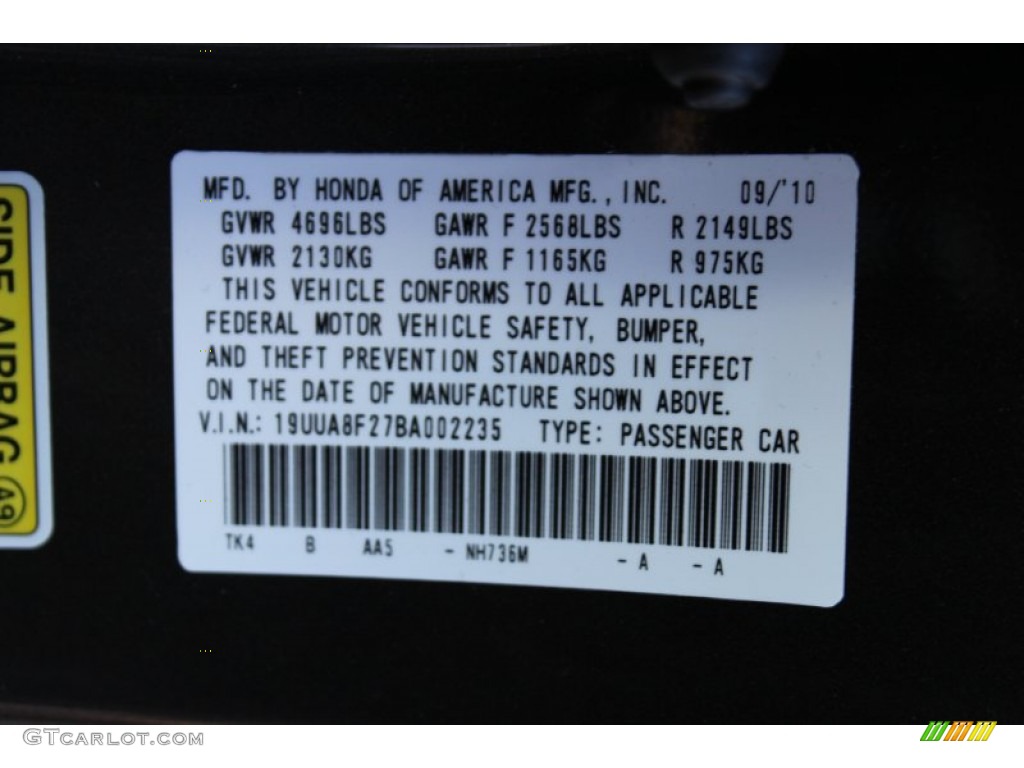 MFD. BY HONDA OF AMERICA MFG., INC. 09/'10
GVWR 4696LBS GAWR F 2568LBS R 2149LBS
GVWR 2130KG GAWR F 1165KG R 975KG
THIS VEHICLE CONFORMS TO ALL APPLICABLE
FEDERAL MOTOR VEHICLE SAFETY, BUMPER,
AND THEFT PREVENTION STANDARDS IN EFFECT
ON THE DATE OF MANUFACTURE SHOWN ABOVE.
V.I.N.: 19UUA8F27BA002235 TYPE: PASSENGER CAR
TK4 B AA5 - NH736M - A - A
SIDE AIRBAG A9
GTCARLOT.COM